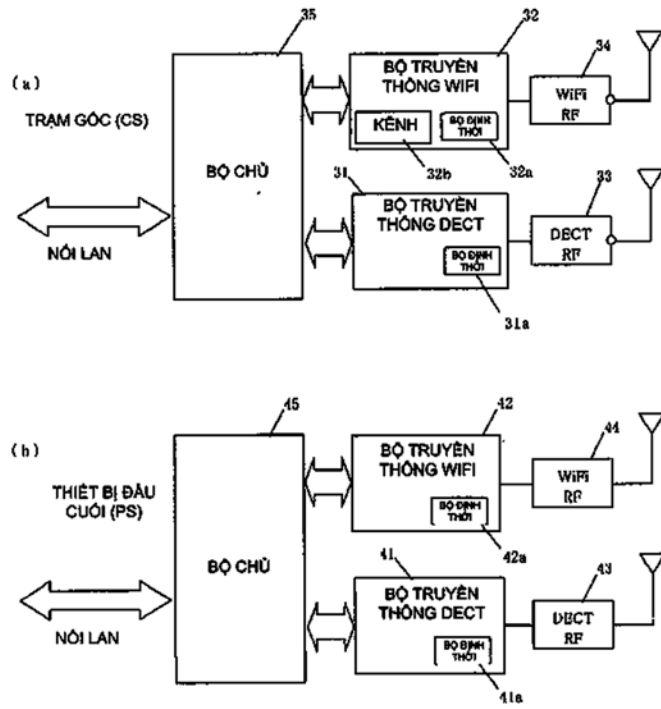 35
32
34
(a)
BỘ TRUYỀN
THÔNG WIFI
WiFi
RF
TRẠM GỐC (CS)
KÊNH
BỘ ĐỊNH
THỜI
BỘ CHỦ
32b
32a
31
33
BỘ TRUYỀN
THÔNG DECT
DECT
RF
NỐI LAN
BỘ ĐỊNH
THỜI
31a
45
42
44
(b)
BỘ TRUYỀN
THÔNG WIFI
WiFi
RF
THIẾT BỊ ĐẦU
CUỐI (PS)
BỘ ĐỊNH
THỜI
42a
BỘ CHỦ
41
43
BỘ TRUYỀN
THÔNG DECT
DECT
RF
NỐI LAN
BỘ ĐỊNH
THỜI
41a